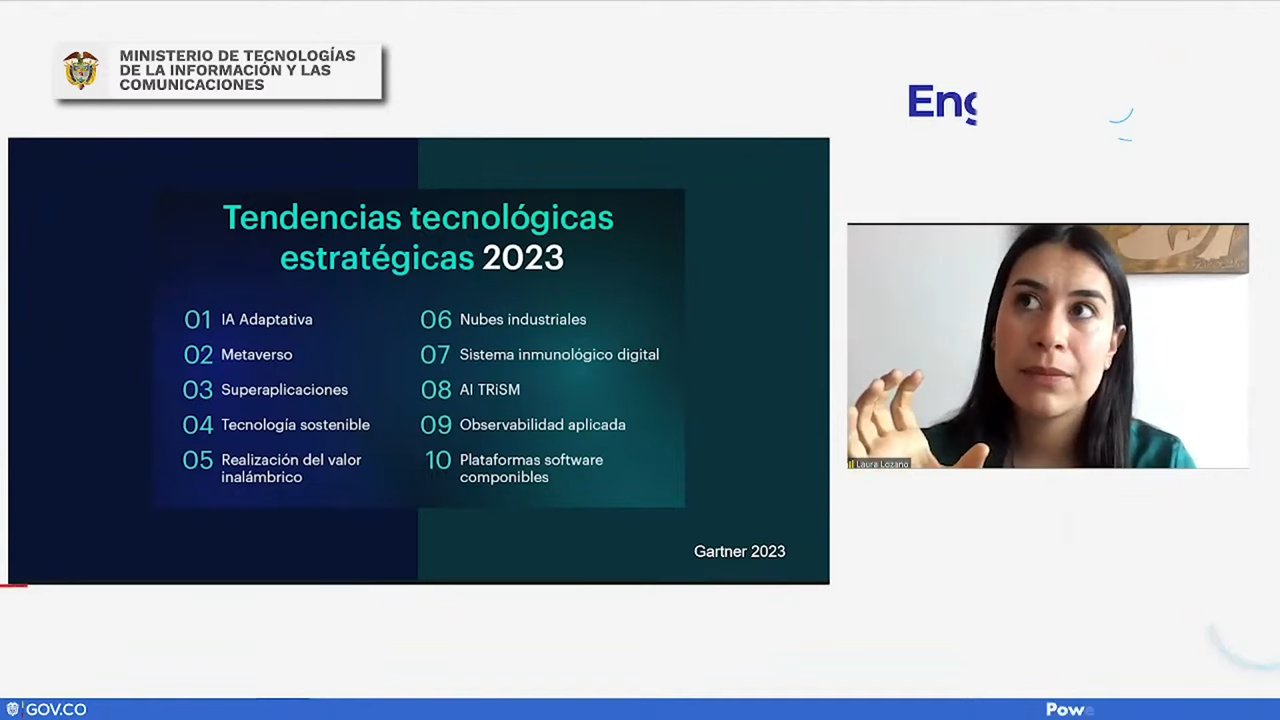 MINISTERIO DE TECNOLOGÍAS
DE LA INFORMACIÓN Y LAS
COMUNICACIONES
Tendencias tecnológicas
estratégicas 2023
01 IA Adaptativa
02 Metaverso
03 Superaplicaciones
04 Tecnología sostenible
05 Realización del valor
inalámbrico
06 Nubes industriales
07 Sistema inmunológico digital
08 AI TRiSM
09 Observabilidad aplicada
10 Plataformas software
componibles
Gartner 2023
Laura Lozano
GOV.CO